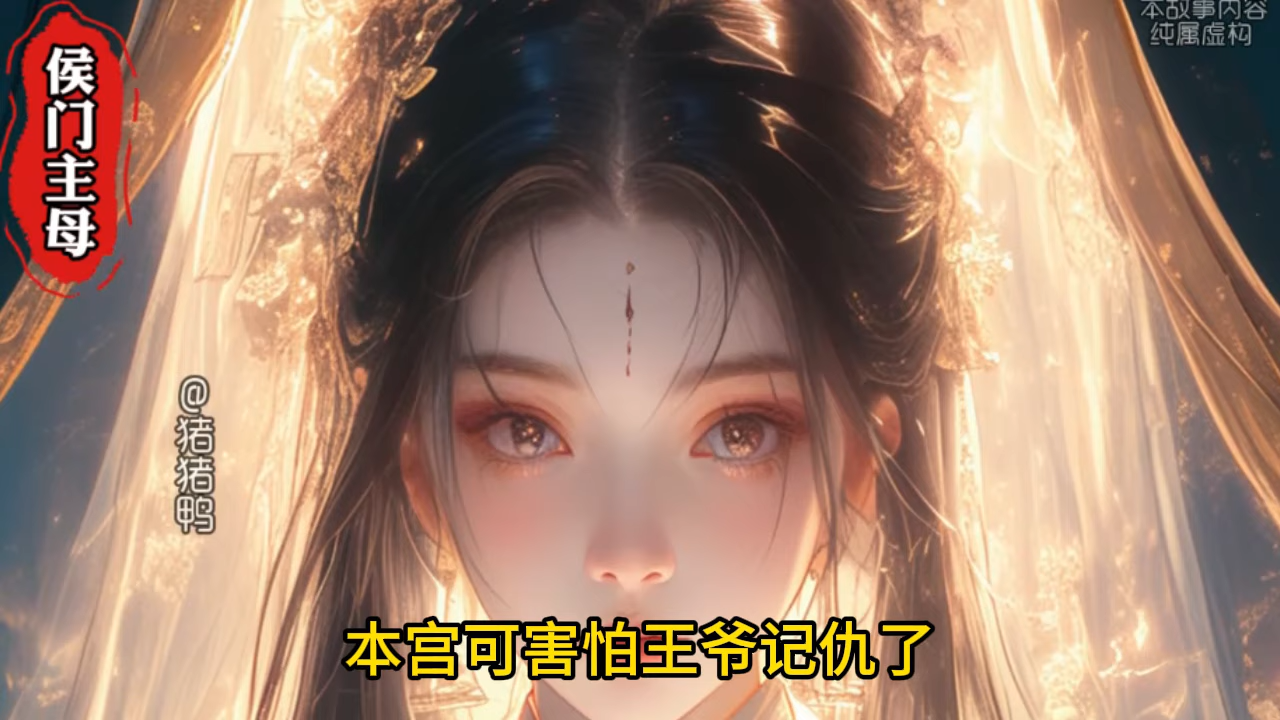 本故事内容
纯属虚构
侯门主母
@猪猪鸭
本宫可害怕王爷记仇了